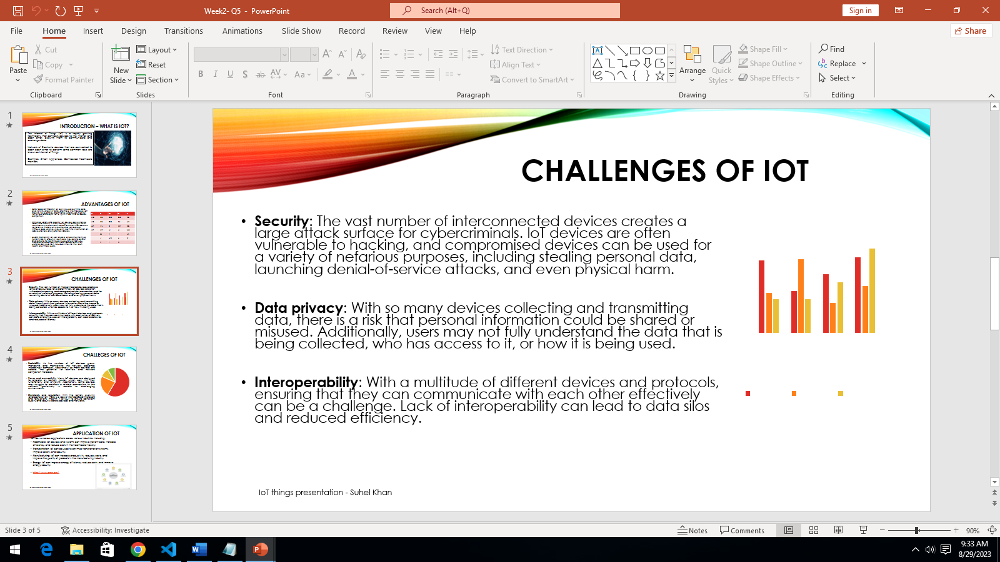 Week2- Q5 - PowerPoint
Search (Alt+Q)
Sign in
File Home Insert Design Transitions Animations Slide Show Record Review View Help
Share
Paste
Cut
Copy
Format Painter
Clipboard
New
Slide
Layout
Reset
Section
Slides
B I U S ab AV Aa A
Font
Text Direction
Align Text
Convert to SmartArt
Paragraph
Arrange
Quick
Styles
Shape Fill
Shape Outline
Shape Effects
Drawing
Find
Replace
Select
Editing
1
INTRODUCTION – WHAT IS IOT?
2
ADVANTAGES OF IOT
3
CHALLENGES OF IOT
4
CHALLEGES OF IOT
5
APPLICATION OF IOT
CHALLENGES OF IOT
• Security: The vast number of interconnected devices creates a
large attack surface for cybercriminals. IoT devices are often
vulnerable to hacking, and compromised devices can be used for
a variety of nefarious purposes, including stealing personal data,
launching denial-of-service attacks, and even physical harm.
• Data privacy: With so many devices collecting and transmitting
data, there is a risk that personal information could be shared or
misused. Additionally, users may not fully understand the data that is
being collected, who has access to it, or how it is being used.
• Interoperability: With a multitude of different devices and protocols,
ensuring that they can communicate with each other effectively
can be a challenge. Lack of interoperability can lead to data silos
and reduced efficiency.
IoT things presentation - Suhel Khan
Slide 3 of 5
Accessibility: Investigate
Notes
Comments
90%
9:33 AM
8/29/2023